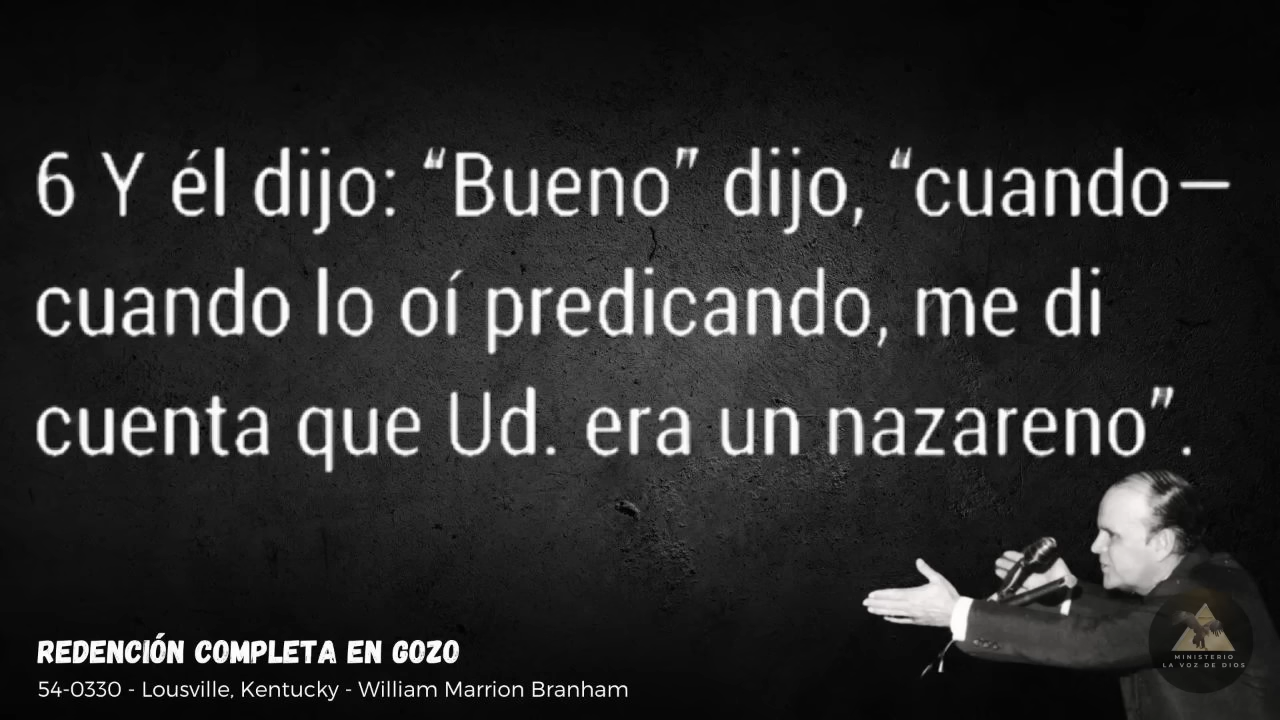 6 Y él dijo: “Bueno” dijo, “cuando—
cuando lo oí predicando, me di
cuenta que Ud. era un nazareno”.
REDENCIÓN COMPLETA EN GOZO
54-0330 - Lousville, Kentucky - William Marrion Branham
MINISTERIO
LA VOZ DE DIOS